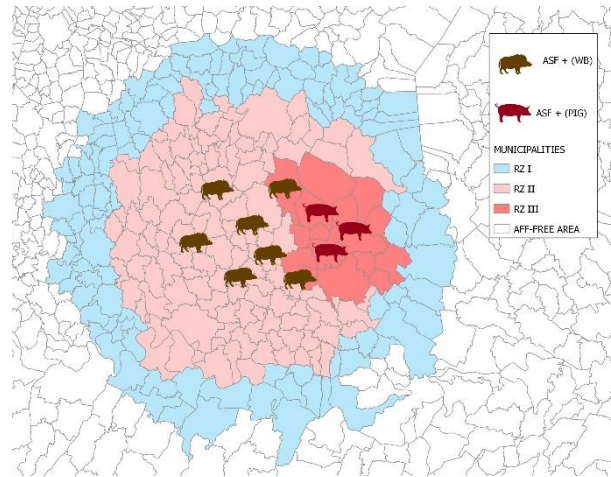 ASF + (WB)
ASF + (PIG)
MUNICIPALITIES
RZ I
RZ II
RZ III
AFF-FREE AREA